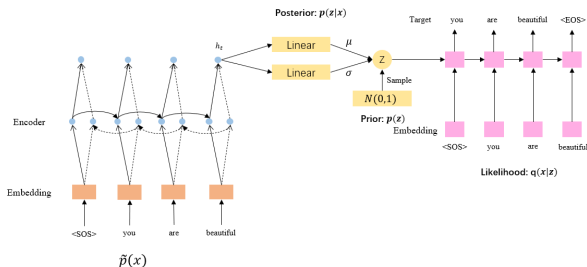 Posterior: p(z|x)
Target you are beautiful <EOS>
h_t
Linear μ
Linear σ
Z
Sample
N(0,1)
Prior: p(z)
Encoder
Embedding
<SOS> you are beautiful
Likelihood: q(x|z)
Embedding
<SOS> you are beautiful
p̃(x)